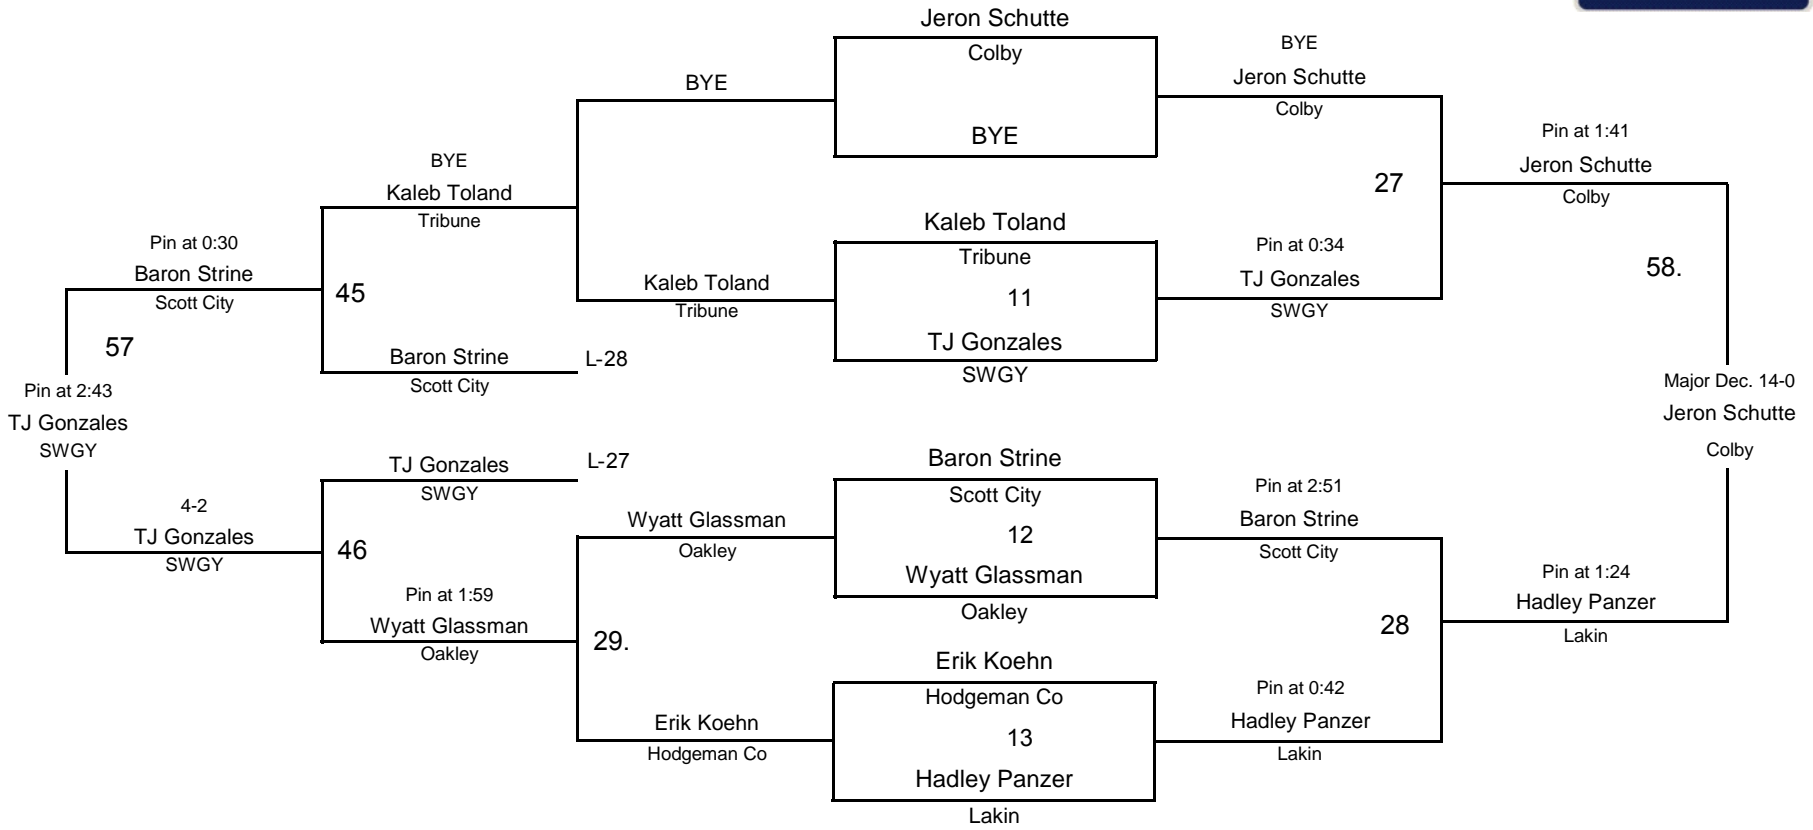 Jeron Schutte
Colby
BYE
BYE
Jeron Schutte
Colby
BYE
Pin at 1:41
Jeron Schutte
Colby
BYE
Kaleb Toland
Tribune
27
Kaleb Toland
Tribune
11
TJ Gonzales
SWGY
Pin at 0:34
TJ Gonzales
SWGY
Pin at 0:30
Baron Strine
Scott City
45
Kaleb Toland
Tribune
58.
57
Baron Strine
Scott City
L-28
Pin at 2:43
TJ Gonzales
SWGY
Major Dec. 14-0
Jeron Schutte
Colby
TJ Gonzales
SWGY
L-27
Baron Strine
Scott City
12
Wyatt Glassman
Oakley
Pin at 2:51
Baron Strine
Scott City
4-2
TJ Gonzales
SWGY
46
Wyatt Glassman
Oakley
Pin at 1:59
Wyatt Glassman
Oakley
29.
28
Pin at 1:24
Hadley Panzer
Lakin
Erik Koehn
Hodgeman Co
13
Hadley Panzer
Lakin
Erik Koehn
Hodgeman Co
Pin at 0:42
Hadley Panzer
Lakin